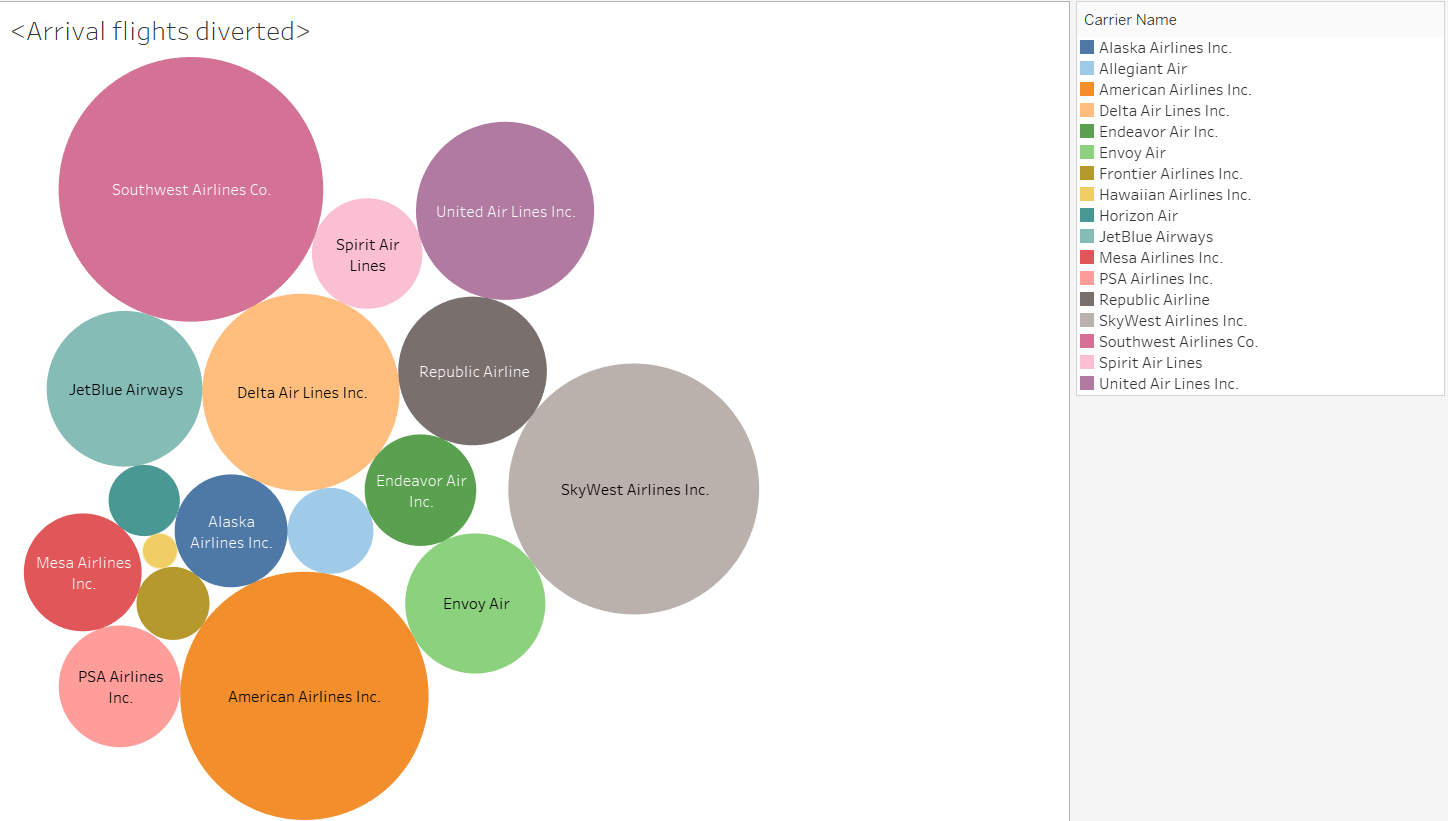 <Arrival flights diverted>
Southwest Airlines Co.
United Air Lines Inc.
Spirit Air
Lines
Republic Airline
JetBlue Airways
Delta Air Lines Inc.
Endeavor Air
Inc.
SkyWest Airlines Inc.
Alaska
Airlines Inc.
Mesa Airlines
Inc.
Envoy Air
PSA Airlines
Inc.
American Airlines Inc.
Carrier Name
Alaska Airlines Inc.
Allegiant Air
American Airlines Inc.
Delta Air Lines Inc.
Endeavor Air Inc.
Envoy Air
Frontier Airlines Inc.
Hawaiian Airlines Inc.
Horizon Air
JetBlue Airways
Mesa Airlines Inc.
PSA Airlines Inc.
Republic Airline
SkyWest Airlines Inc.
Southwest Airlines Co.
Spirit Air Lines
United Air Lines Inc.